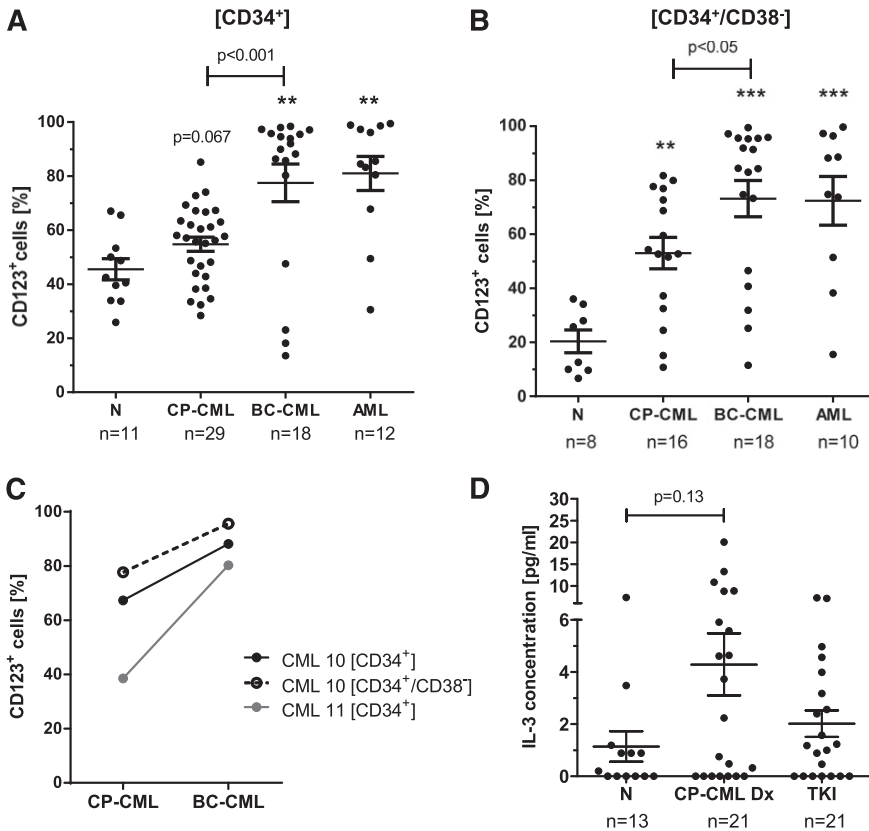 A
[CD34⁺]
p<0.001
p=0.067
**
**
CD123⁺ cells [%]
100
80
60
40
20
0
N
CP-CML
BC-CML
AML
n=11
n=29
n=18
n=12
B
[CD34⁺/CD38⁻]
p<0.05
**
***
***
CD123⁺ cells [%]
100
80
60
40
20
0
N
CP-CML
BC-CML
AML
n=8
n=16
n=18
n=10
C
CD123⁺ cells [%]
100
80
60
40
20
0
CML 10 [CD34⁺]
CML 10 [CD34⁺/CD38⁻]
CML 11 [CD34⁺]
CP-CML
BC-CML
D
p=0.13
IL-3 concentration [pg/ml]
30
25
20
15
10
6
4
2
0
N
CP-CML Dx
TKI
n=13
n=21
n=21